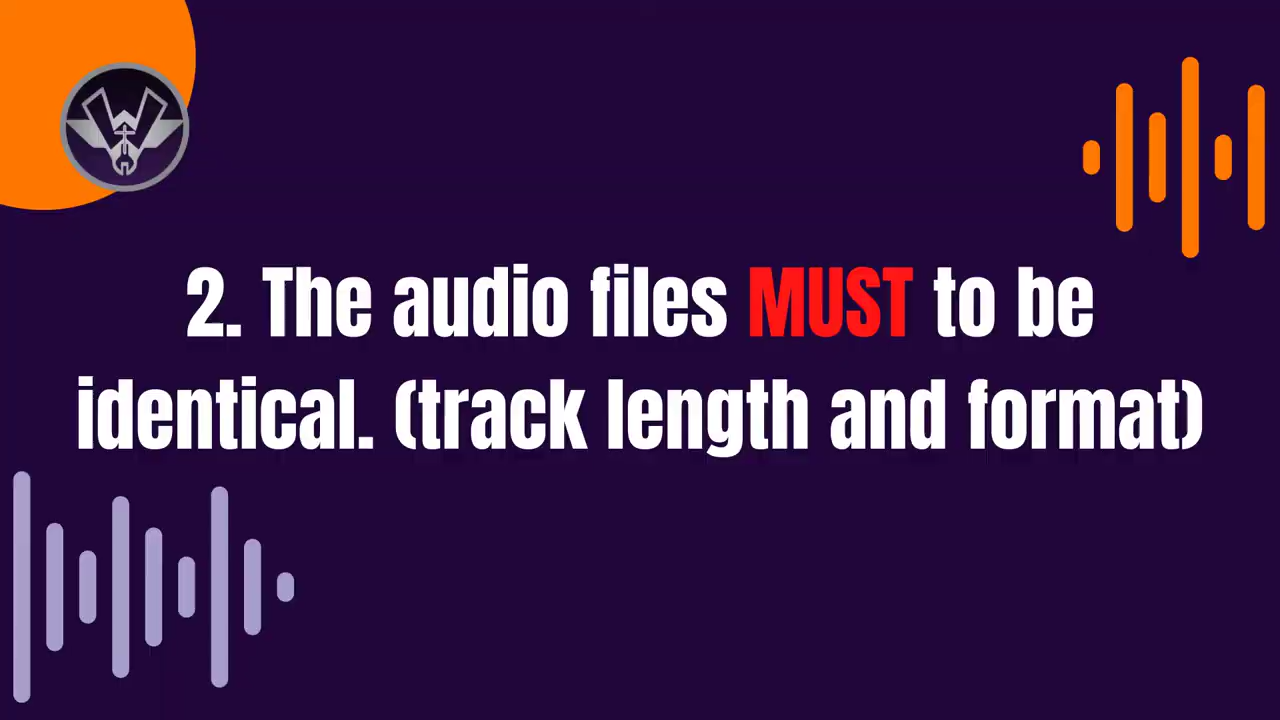 2. The audio files MUST to be
identical. (track length and format)